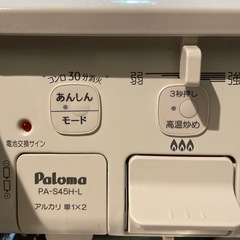 コンロ30分消火
あんしん
モード
3秒押し
高温炒め
弱
強
電池交換サイン
Paloma
PA-S45H-L
アルカリ 単1×2